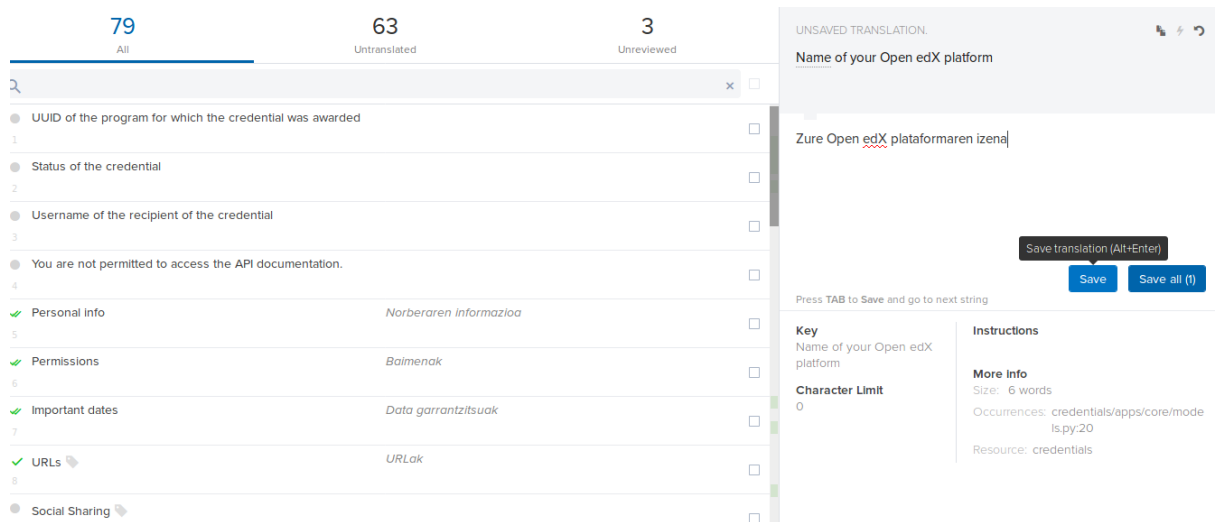 79
All
63
Untranslated
3
Unreviewed
UUID of the program for which the credential was awarded
1
Status of the credential
2
Username of the recipient of the credential
3
You are not permitted to access the API documentation.
4
Personal info Norberaren informazioa
5
Permissions Baimenak
6
Important dates Data garrantzitsuak
7
URLs URLak
8
Social Sharing
UNSAVED TRANSLATION.
Name of your Open edX platform
Zure Open edX plataformaren izena
Save translation (Alt+Enter)
Save Save all (1)
Press TAB to Save and go to next string
Key
Name of your Open edX
platform
Character Limit
0
Instructions
More info
Size: 6 words
Occurrences: credentials/apps/core/mode
ls.py:20
Resource: credentials